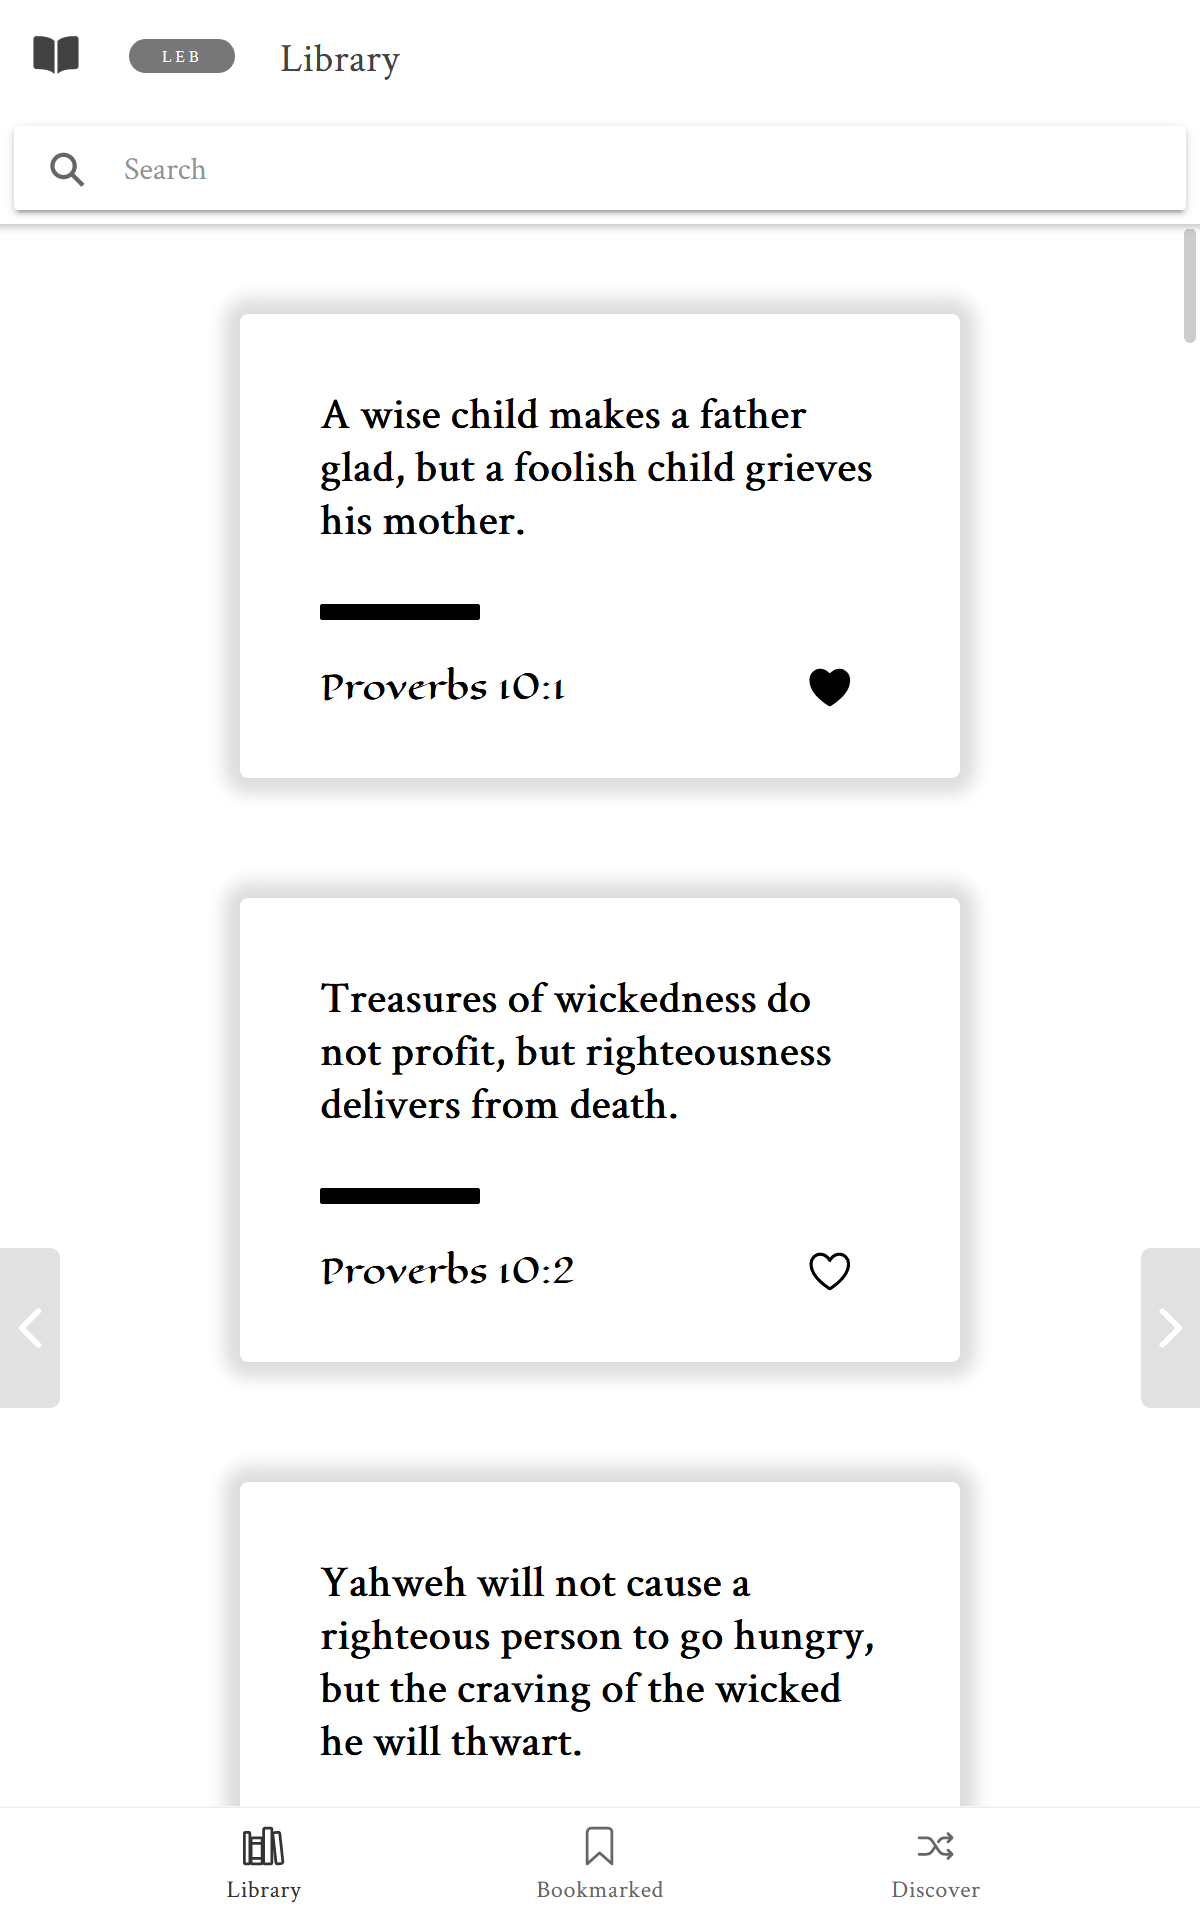 LEB Library
Search
A wise child makes a father
glad, but a foolish child grieves
his mother.
Proverbs 10:1
Treasures of wickedness do
not profit, but righteousness
delivers from death.
Proverbs 10:2
Yahweh will not cause a
righteous person to go hungry,
but the craving of the wicked
he will thwart.
Library Bookmarked Discover